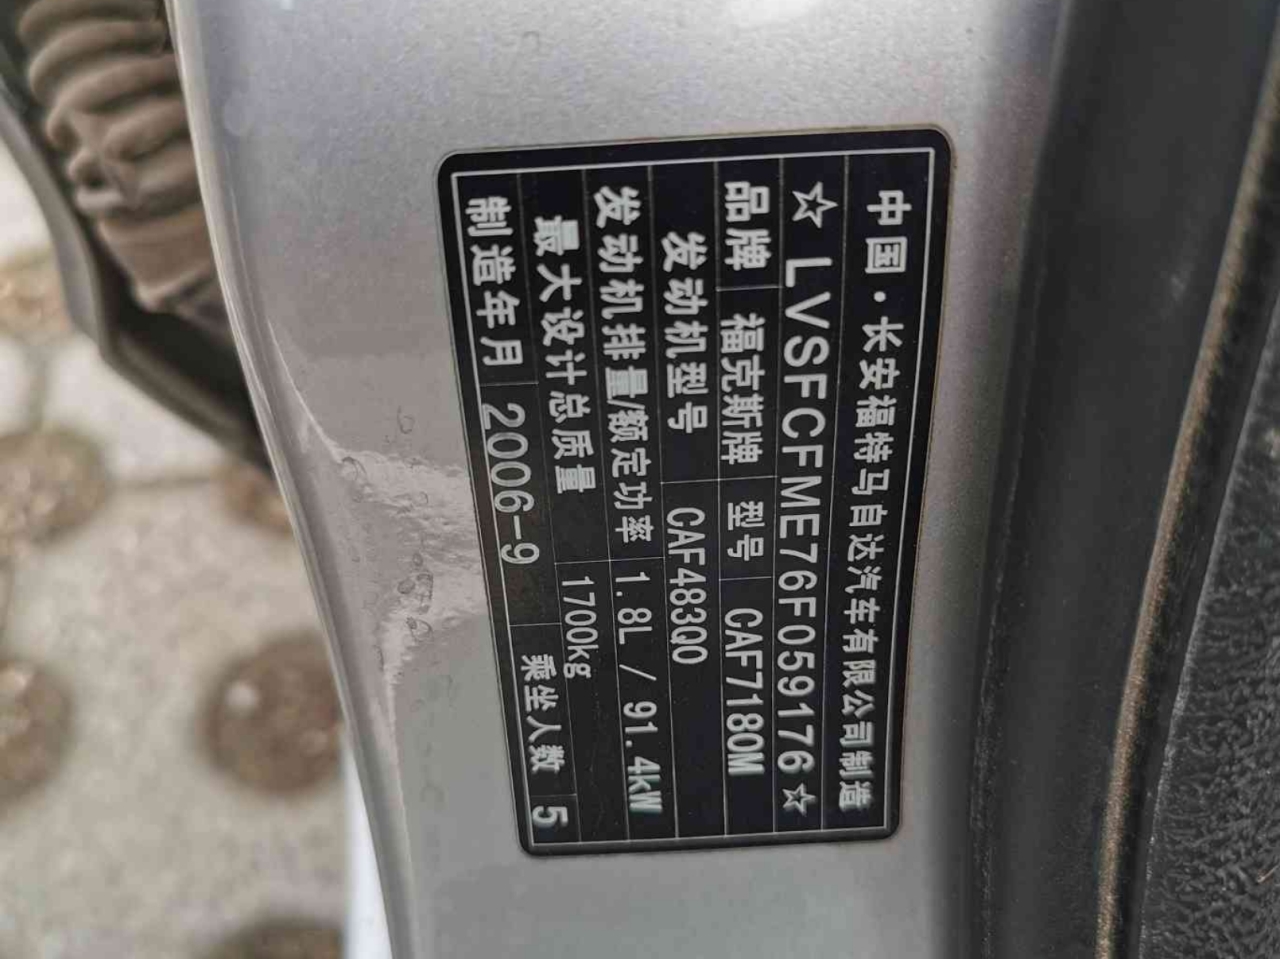 中国·长安福特马自达汽车有限公司制造
☆LVSFCFME76F059176☆
品牌 福克斯牌 型号 CAF7180M
发动机型号 CAF483Q0
发动机排量/额定功率 1.8L / 91.4kW
最大设计总质量 1700kg
制造年月 2006-9 乘坐人数 5